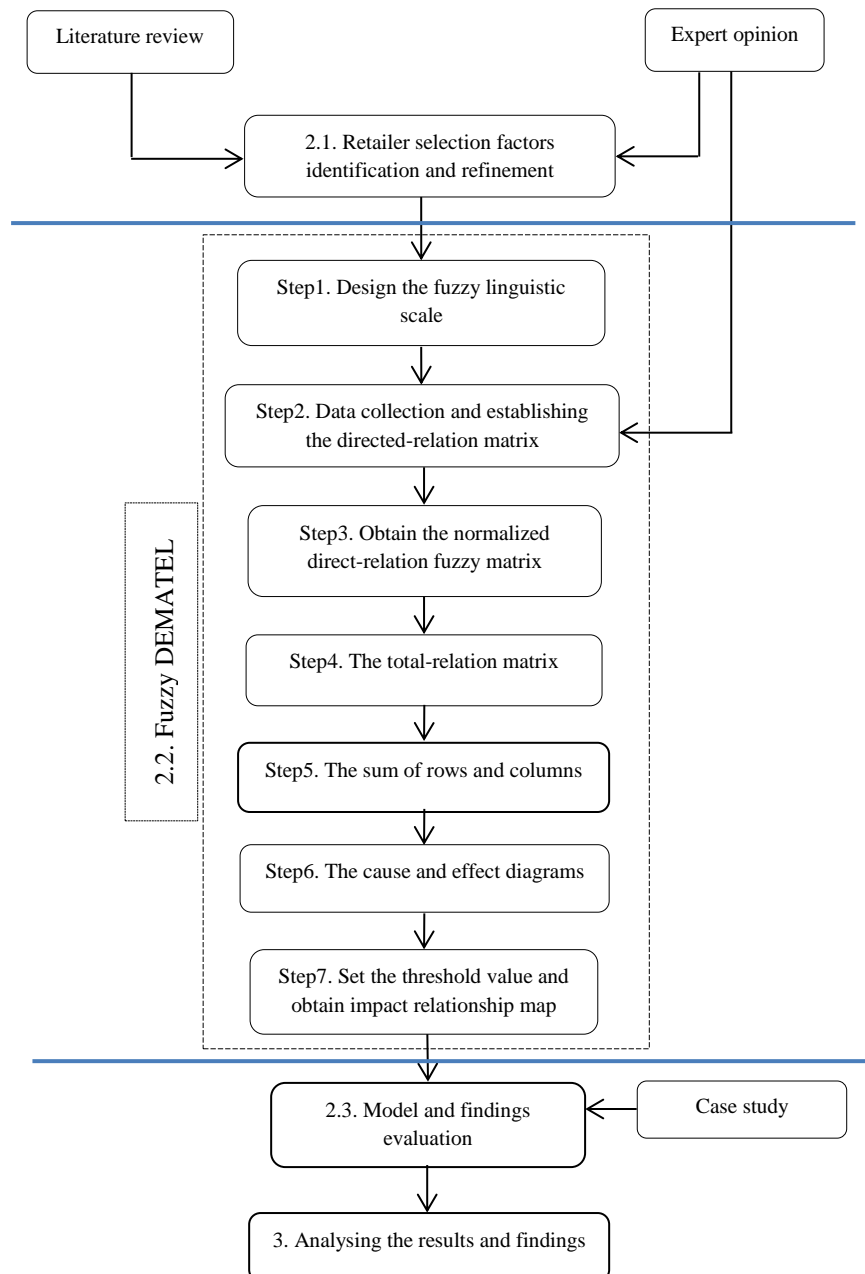 Literature review
Expert opinion
2.1. Retailer selection factors
identification and refinement
Step1. Design the fuzzy linguistic
scale
Step2. Data collection and establishing
the directed-relation matrix
Step3. Obtain the normalized
direct-relation fuzzy matrix
2.2. Fuzzy DEMATEL
Step4. The total-relation matrix
Step5. The sum of rows and columns
Step6. The cause and effect diagrams
Step7. Set the threshold value and
obtain impact relationship map
2.3. Model and findings
evaluation
Case study
3. Analysing the results and findings